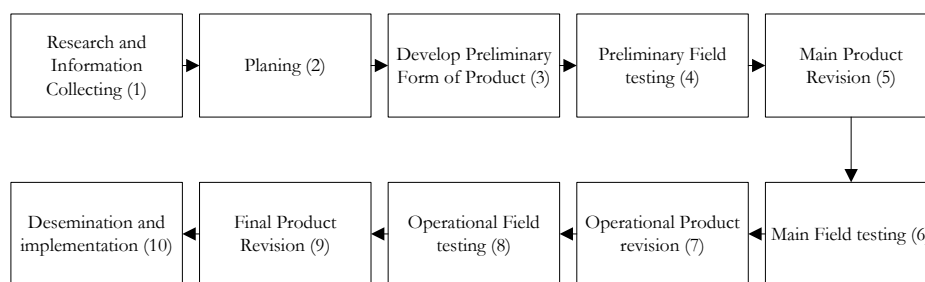 Research and
Information
Collecting (1)
Planing (2)
Develop Preliminary
Form of Product (3)
Preliminary Field
testing (4)
Main Product
Revision (5)
Main Field testing (6)
Operational Product
revision (7)
Operational Field
testing (8)
Final Product
Revision (9)
Desemination and
implementation (10)